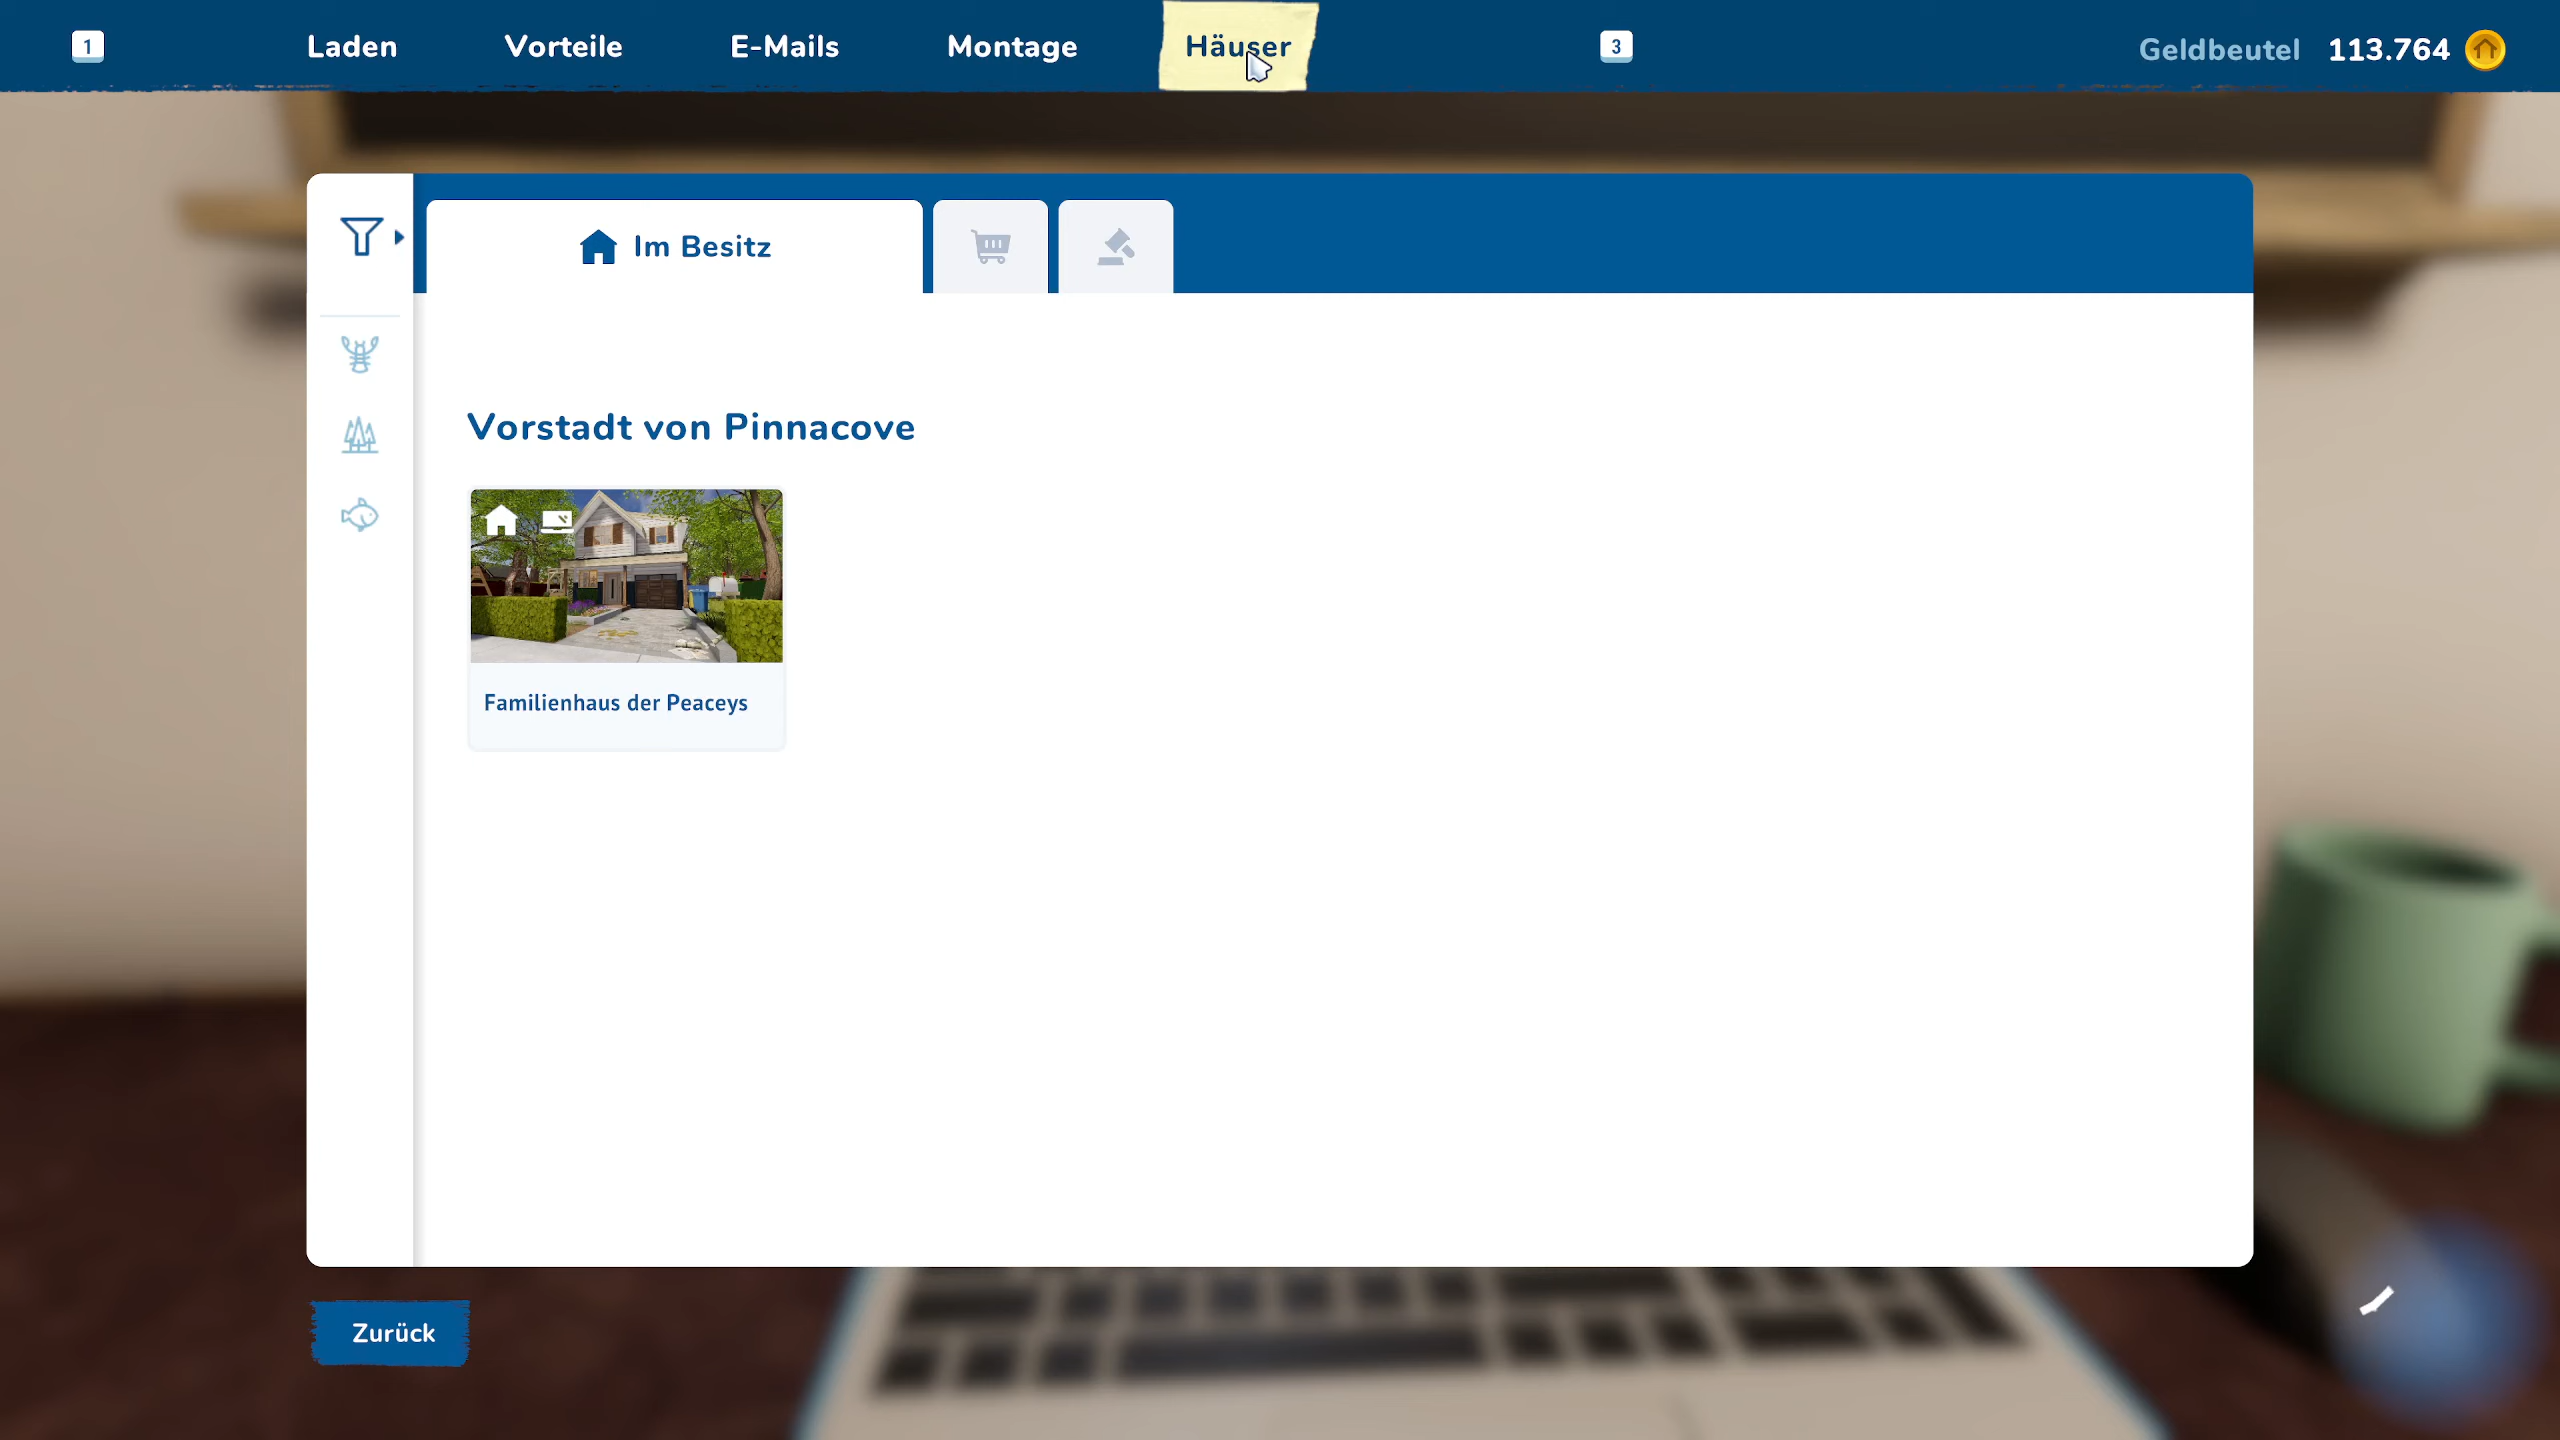 1
Laden
Vorteile
E-Mails
Montage
Häuser
3
Geldbeutel 113.764
Im Besitz
Vorstadt von Pinnacove
Familienhaus der Peaceys
Zurück